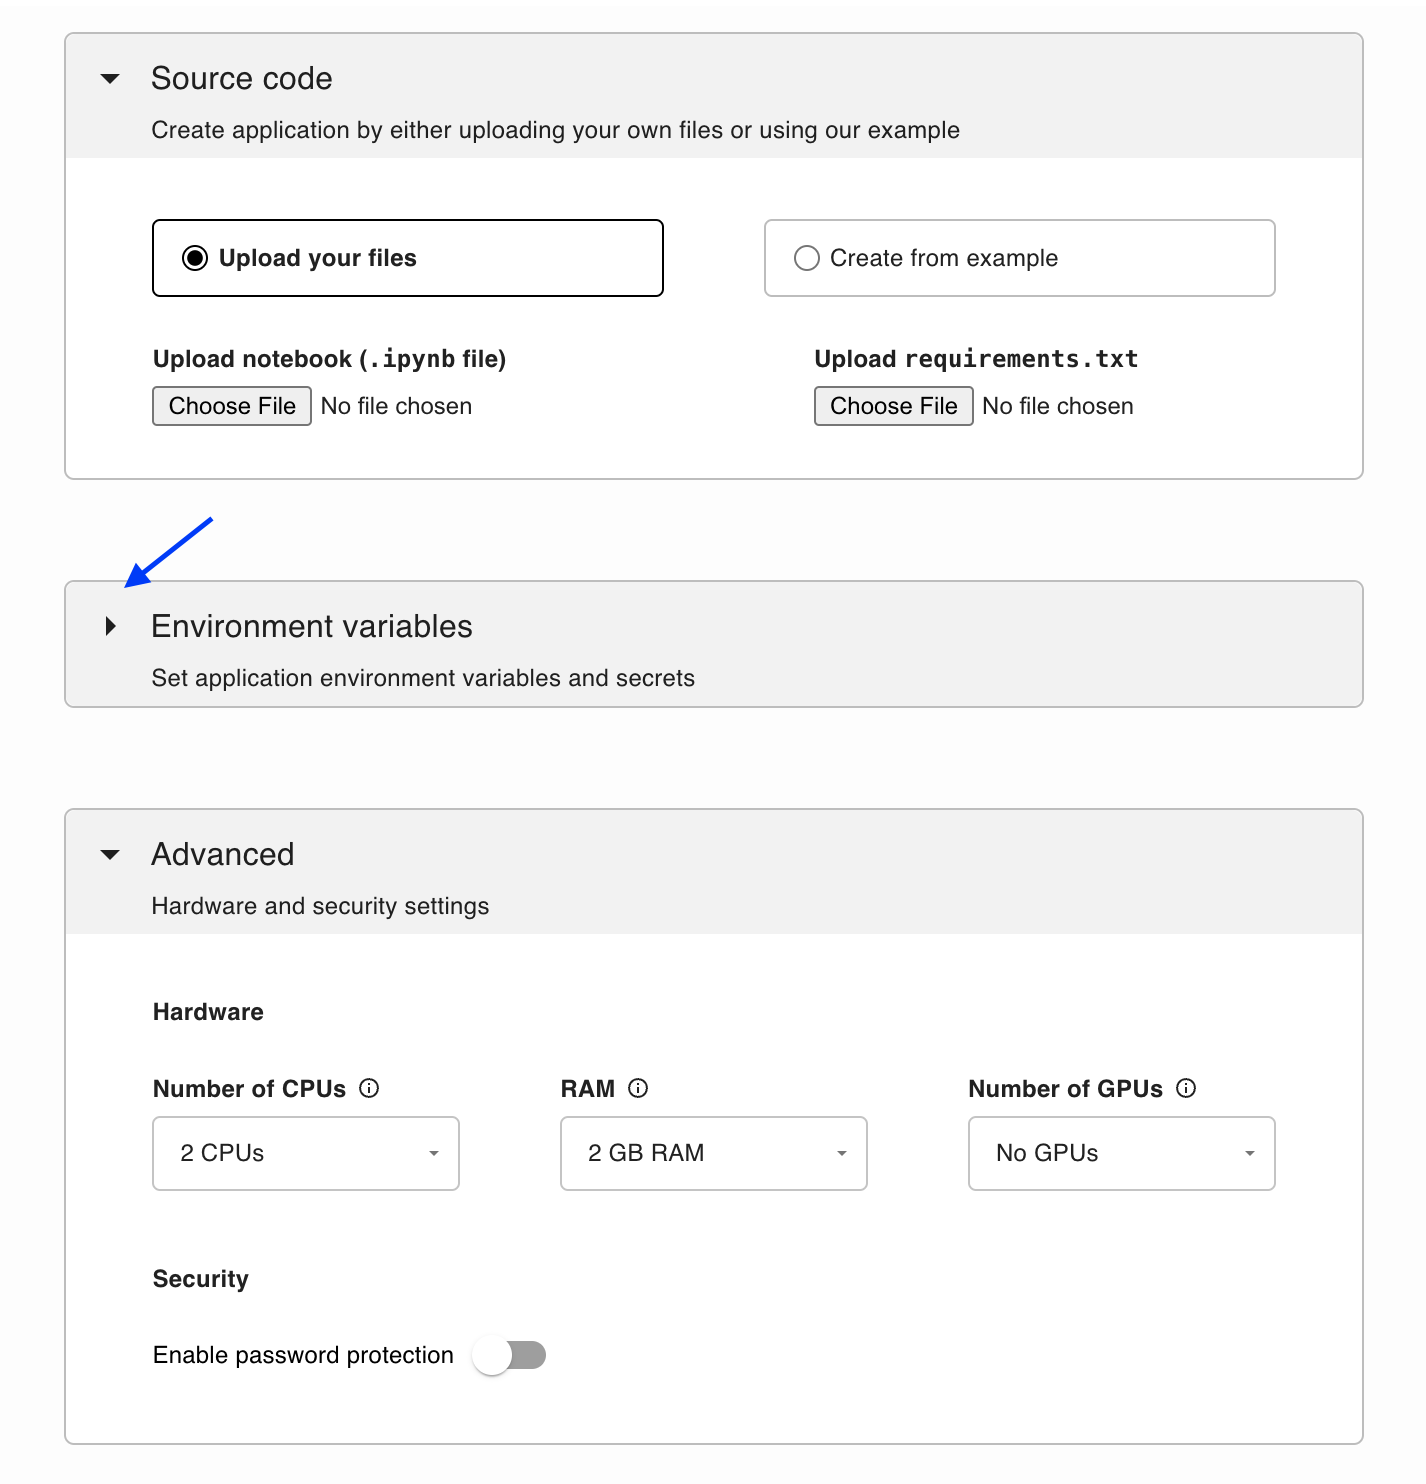 Source code
Create application by either uploading your own files or using our example
Upload your files
Create from example
Upload notebook (.ipynb file)
Upload requirements.txt
Choose File No file chosen
Choose File No file chosen
Environment variables
Set application environment variables and secrets
Advanced
Hardware and security settings
Hardware
Number of CPUs
RAM
Number of GPUs
2 CPUs
2 GB RAM
No GPUs
Security
Enable password protection